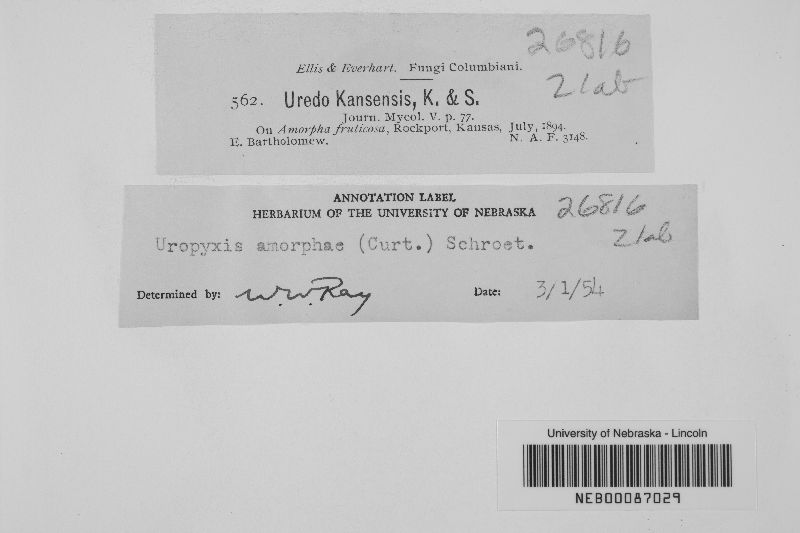 26816
Ellis & Everhart. Fungi Columbiani.
Zlab
562. Uredo Kansensis, K. & S.
Journ. Mycol. V. p. 77.
On Amorpha fruticosa, Rockport, Kansas, July, 1894.
E. Bartholomew. N. A. F. 3148.
ANNOTATION LABEL
HERBARIUM OF THE UNIVERSITY OF NEBRASKA 26816
Uropyxis amorphae (Curt.) Schroet. Zlab
Determined by: W.W. Ray Date: 3/1/54
University of Nebraska - Lincoln
NEB00087029